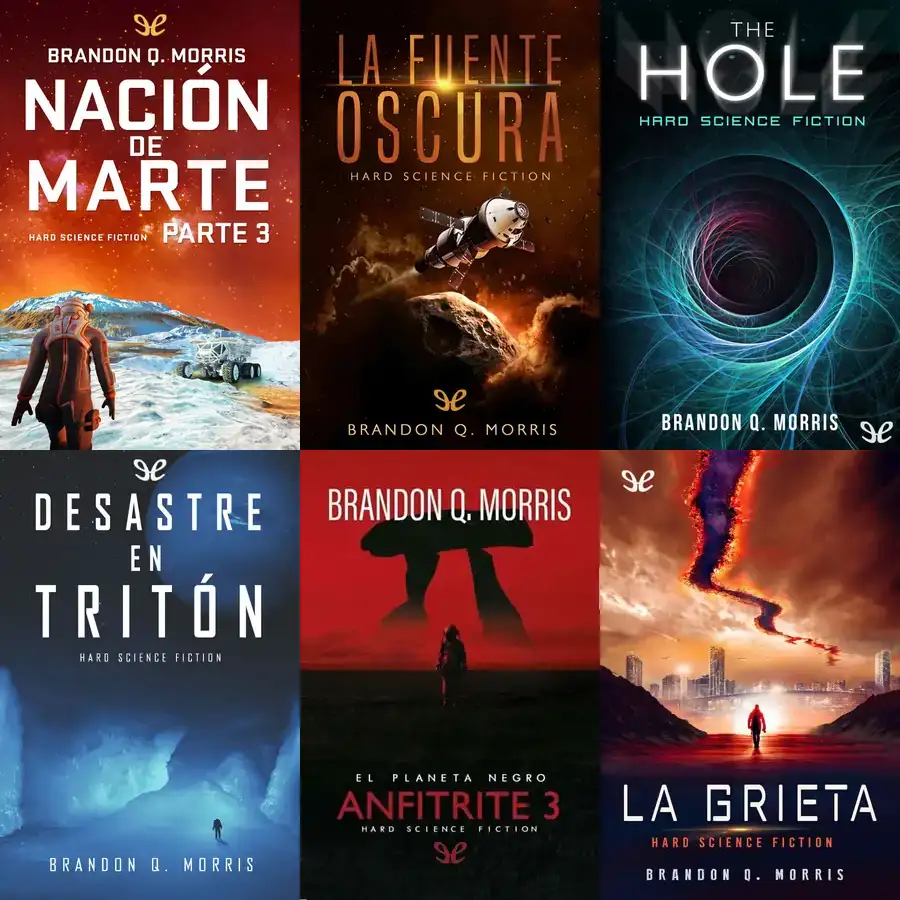 BRANDON Q. MORRIS
NACIÓN
DE
MARTE
HARD SCIENCE FICTION
PARTE 3
LA FUENTE
OSCURA
HARD SCIENCE FICTION
BRANDON Q. MORRIS
THE
HOLE
HARD SCIENCE FICTION
BRANDON Q. MORRIS
DESASTRE
EN
TRITÓN
HARD SCIENCE FICTION
BRANDON Q. MORRIS
BRANDON Q. MORRIS
EL PLANETA NEGRO
ANFITRITE 3
HARD SCIENCE FICTION
LA GRIETA
HARD SCIENCE FICTION
BRANDON Q. MORRIS